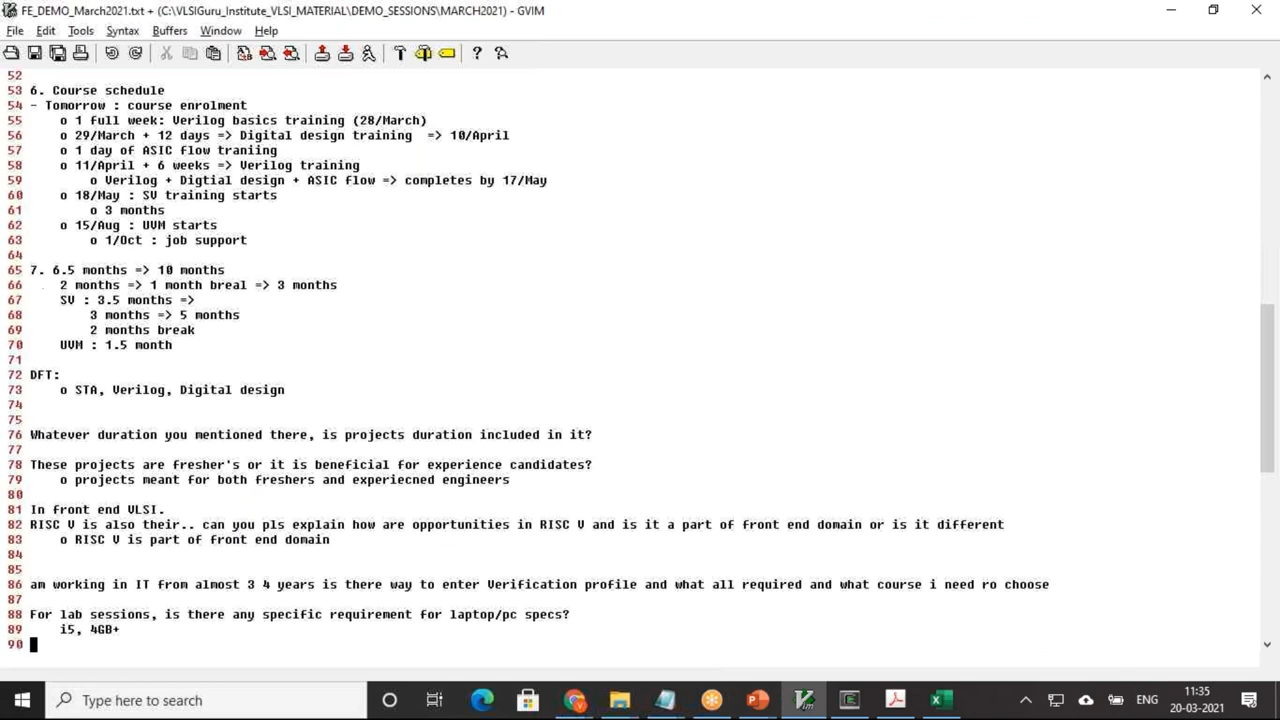 FE_DEMO_March2021.txt + (C:\VLSIGuru_Institute_VLSI_MATERIAL\DEMO_SESSIONS\MARCH2021) - GVIM
File Edit Tools Syntax Buffers Window Help
52
53 6. Course schedule
54 - Tomorrow : course enrolment
55 o 1 full week: Verilog basics training (28/March)
56 o 29/March + 12 days => Digital design training => 10/April
57 o 1 day of ASIC flow traniing
58 o 11/April + 6 weeks => Verilog training
59 o Verilog + Digtial design + ASIC flow => completes by 17/May
60 o 18/May : SV training starts
61 o 3 months
62 o 15/Aug : UVM starts
63 o 1/Oct : job support
64
65 7. 6.5 months => 10 months
66 2 months => 1 month breal => 3 months
67 SV : 3.5 months =>
68 3 months => 5 months
69 2 months break
70 UVM : 1.5 month
71
72 DFT:
73 o STA, Verilog, Digital design
74
75
76 Whatever duration you mentioned there, is projects duration included in it?
77
78 These projects are fresher's or it is beneficial for experience candidates?
79 o projects meant for both freshers and experiecned engineers
80
81 In front end VLSI.
82 RISC V is also their.. can you pls explain how are opportunities in RISC V and is it a part of front end domain or is it different
83 o RISC V is part of front end domain
84
85
86 am working in IT from almost 3 4 years is there way to enter Verification profile and what all required and what course i need ro choose
87
88 For lab sessions, is there any specific requirement for laptop/pc specs?
89 i5, 4GB+
90
Type here to search
ENG
11:35
20-03-2021